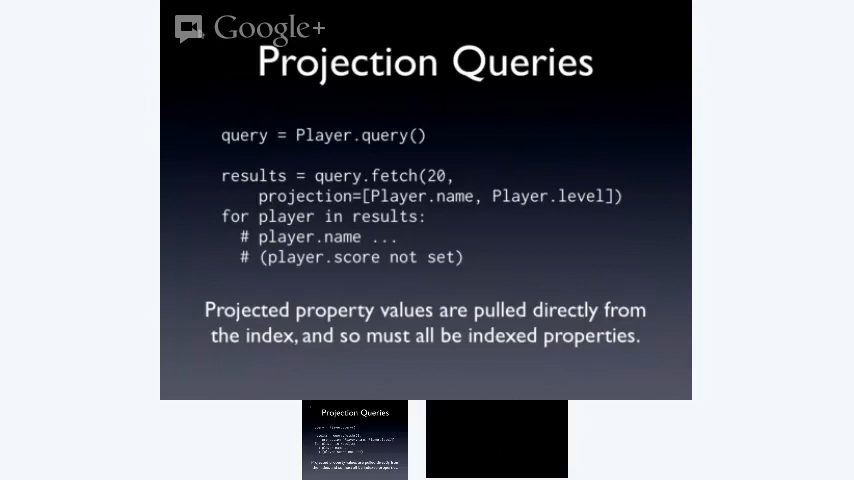 Google+
Projection Queries
query = Player.query()
results = query.fetch(20,
projection=[Player.name, Player.level])
for player in results:
# player.name ...
# (player.score not set)
Projected property values are pulled directly from
the index, and so must all be indexed properties.
Projection Queries